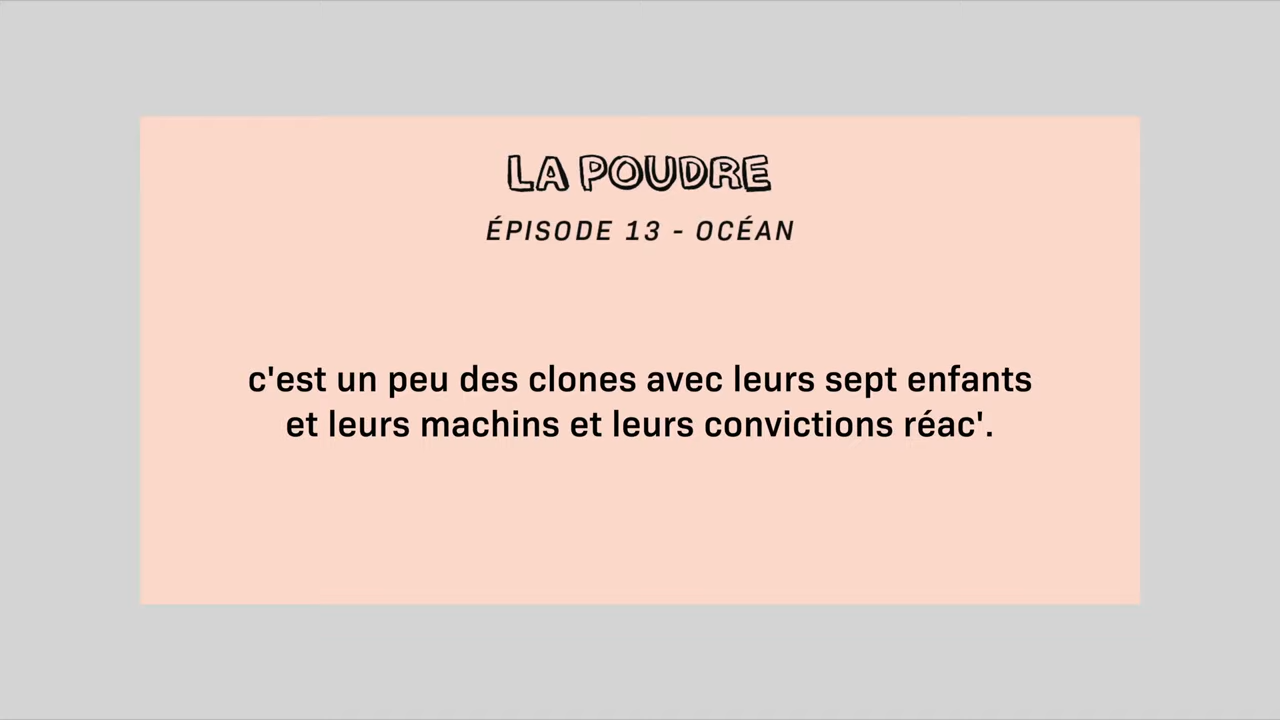 LA POUDRE
ÉPISODE 13 - OCÉAN
c'est un peu des clones avec leurs sept enfants
et leurs machins et leurs convictions réac'.